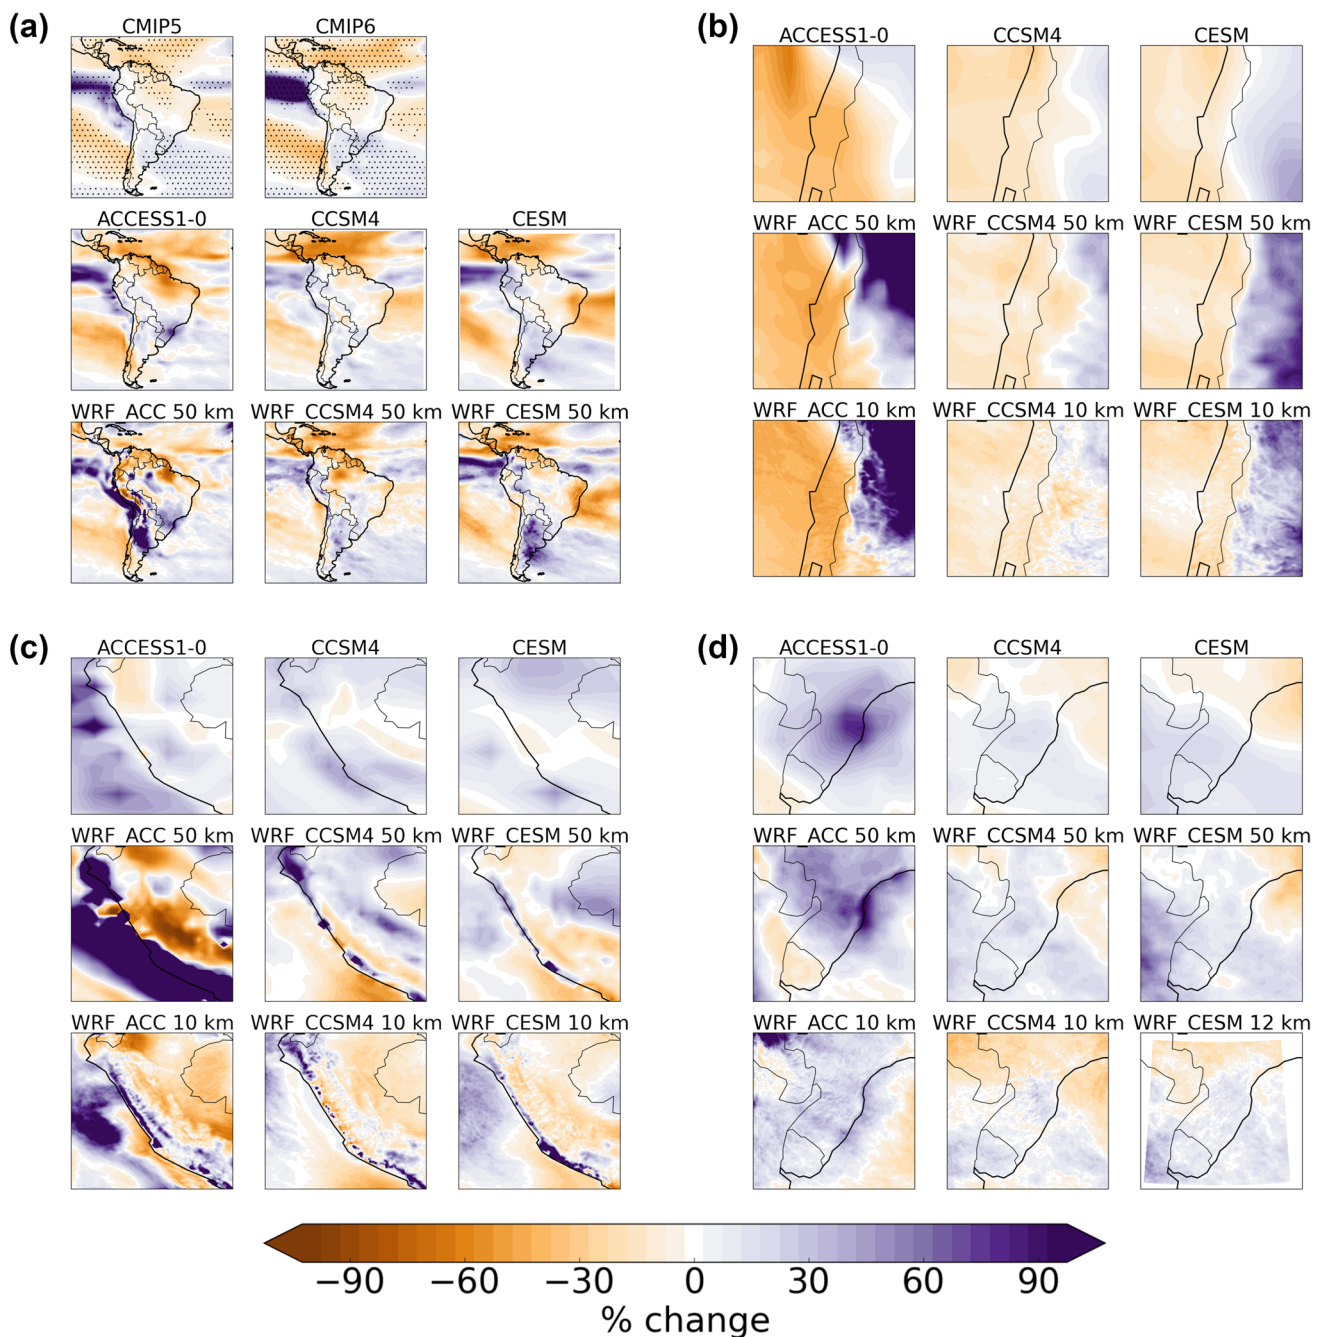 (a)
CMIP5 CMIP6
ACCESS1-0 CCSM4 CESM
WRF_ACC 50 km WRF_CCSM4 50 km WRF_CESM 50 km
(b)
ACCESS1-0 CCSM4 CESM
WRF_ACC 50 km WRF_CCSM4 50 km WRF_CESM 50 km
WRF_ACC 10 km WRF_CCSM4 10 km WRF_CESM 10 km
(c)
ACCESS1-0 CCSM4 CESM
WRF_ACC 50 km WRF_CCSM4 50 km WRF_CESM 50 km
WRF_ACC 10 km WRF_CCSM4 10 km WRF_CESM 10 km
(d)
ACCESS1-0 CCSM4 CESM
WRF_ACC 50 km WRF_CCSM4 50 km WRF_CESM 50 km
WRF_ACC 10 km WRF_CCSM4 10 km WRF_CESM 12 km
−90 −60 −30 0 30 60 90
% change